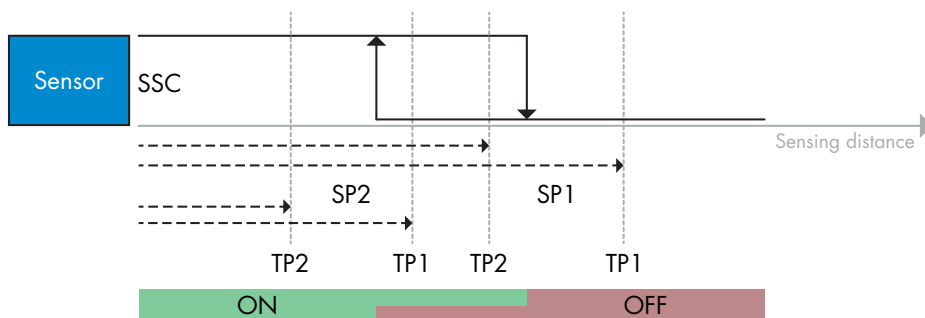 Sensor
SSC
Sensing distance
SP2 SP1
TP2 TP1 TP2 TP1
ON OFF